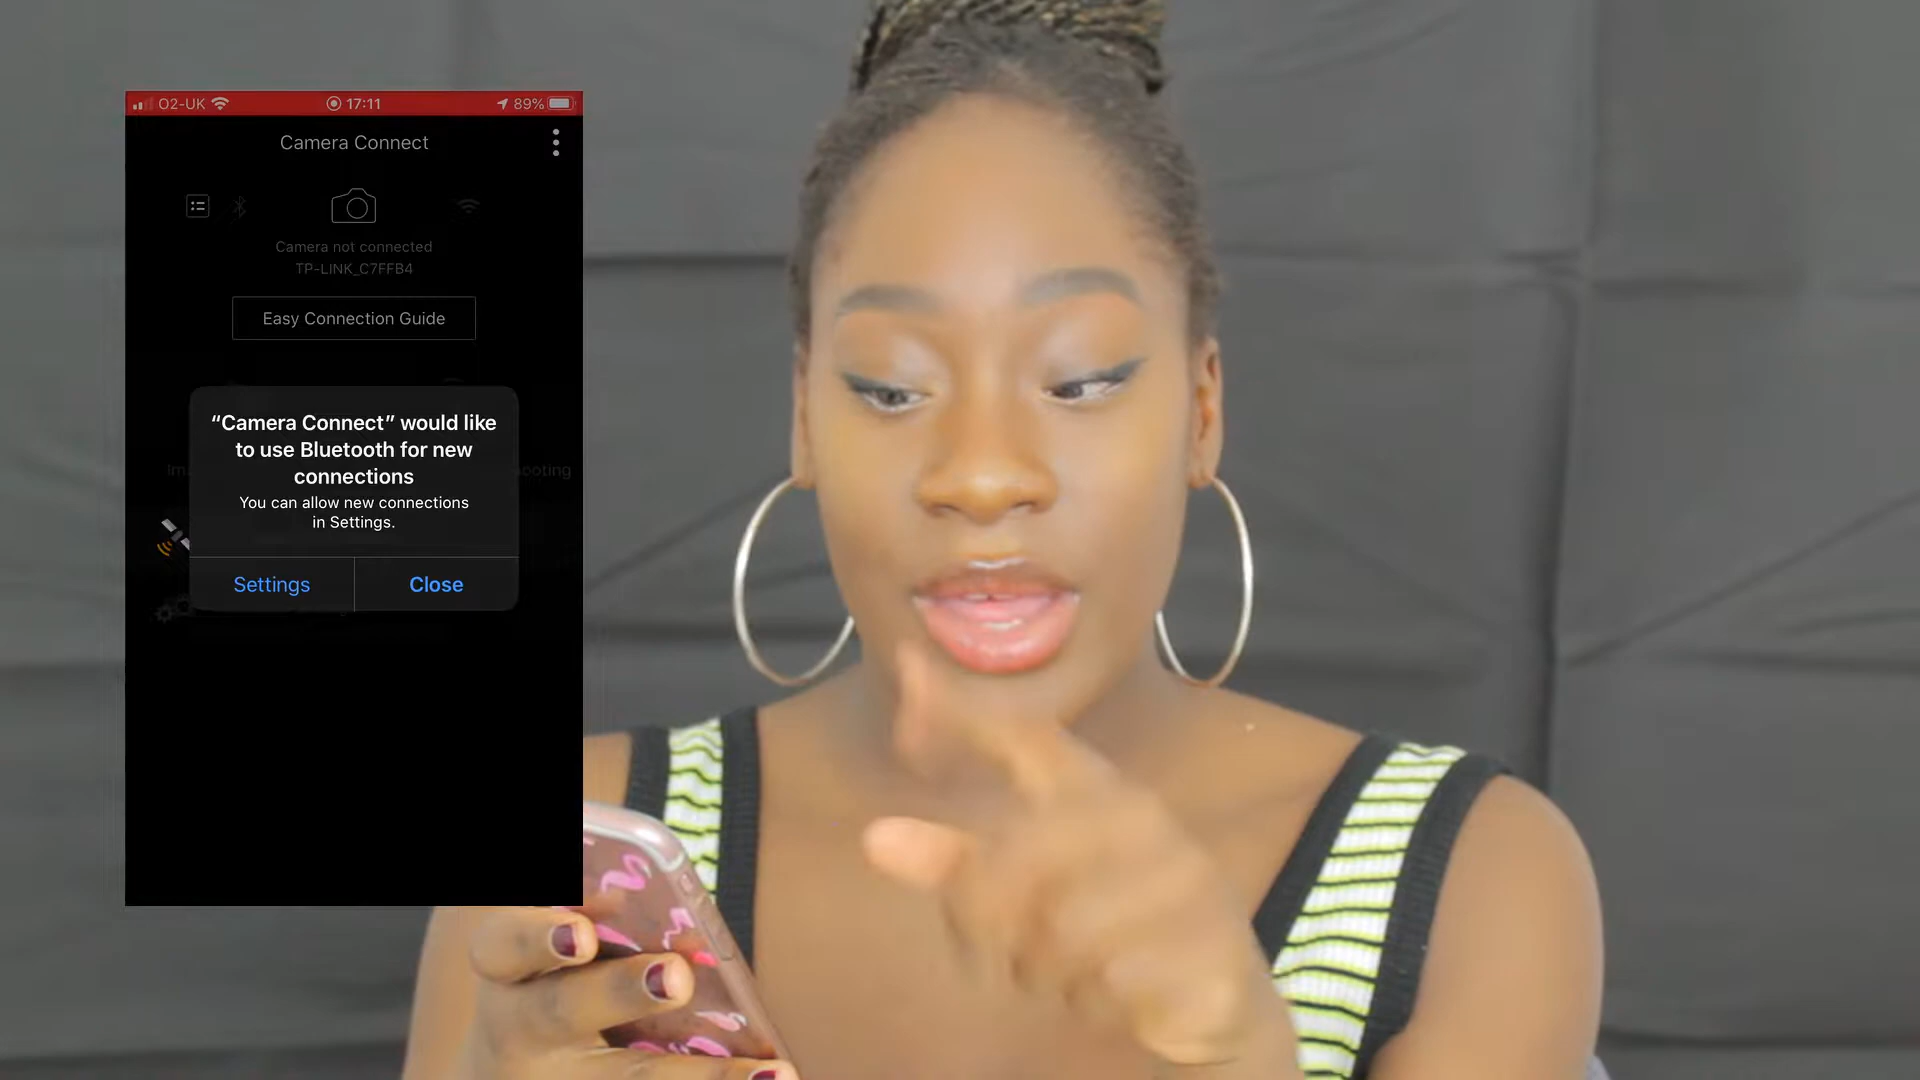 O2-UK
17:11
89%
Camera Connect
Camera not connected
TP-LINK_C7FFB4
Easy Connection Guide
“Camera Connect” would like
to use Bluetooth for new
connections
You can allow new connections
in Settings.
Settings
Close